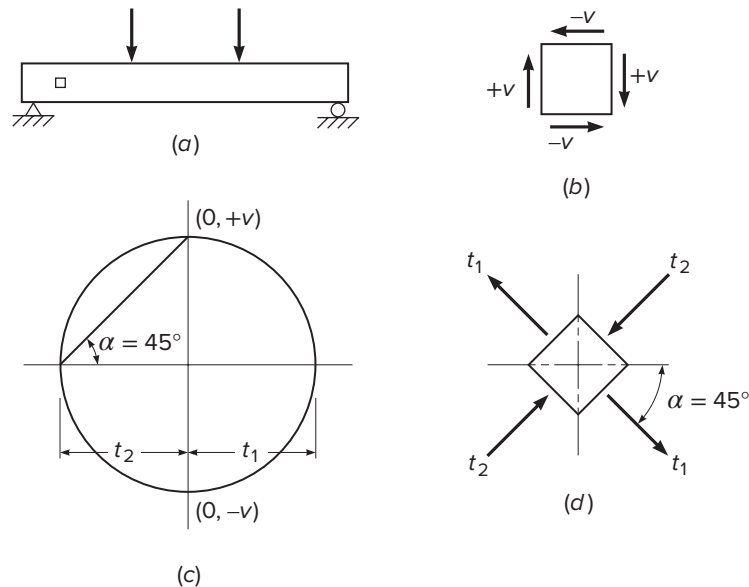 (a)
–v
+v
+v
–v
(b)
(0, +v)
α = 45°
t2
t1
(0, –v)
(c)
t1
t2
α = 45°
t2
t1
(d)